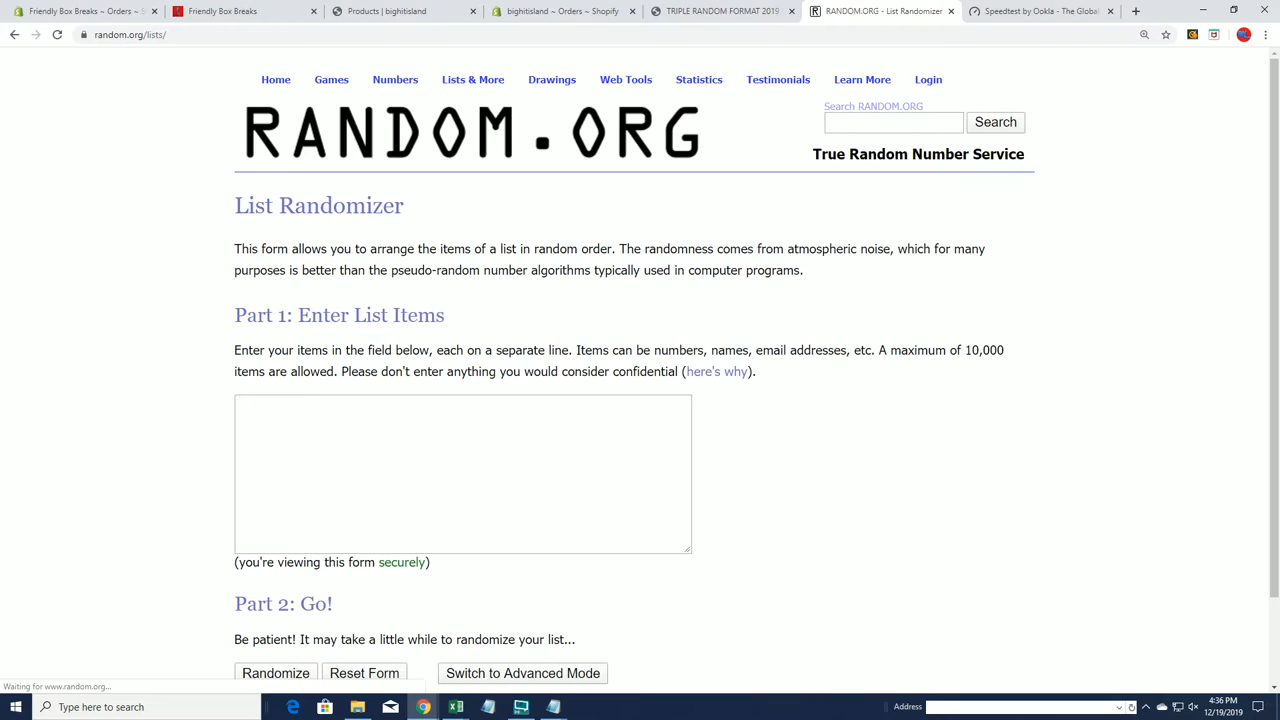 Friendly Box Breaks ~ Orders ~ S
Friendly Box Breaks
Products | bighitisland
bighitisland ~ Orders ~ Shopify
TRIPLE RANDOM FORMAT 2019
RANDOM.ORG - List Randomizer
Speedtest by Ookla - The Global
random.org/lists/
Home
Games
Numbers
Lists & More
Drawings
Web Tools
Statistics
Testimonials
Learn More
Login
RANDOM.ORG
Search RANDOM.ORG
Search
True Random Number Service
List Randomizer
This form allows you to arrange the items of a list in random order. The randomness comes from atmospheric noise, which for many
purposes is better than the pseudo-random number algorithms typically used in computer programs.
Part 1: Enter List Items
Enter your items in the field below, each on a separate line. Items can be numbers, names, email addresses, etc. A maximum of 10,000
items are allowed. Please don't enter anything you would consider confidential (here's why).
(you're viewing this form securely)
Part 2: Go!
Be patient! It may take a little while to randomize your list...
Randomize
Reset Form
Switch to Advanced Mode
Waiting for www.random.org...
Type here to search
Address
4:36 PM
12/19/2019